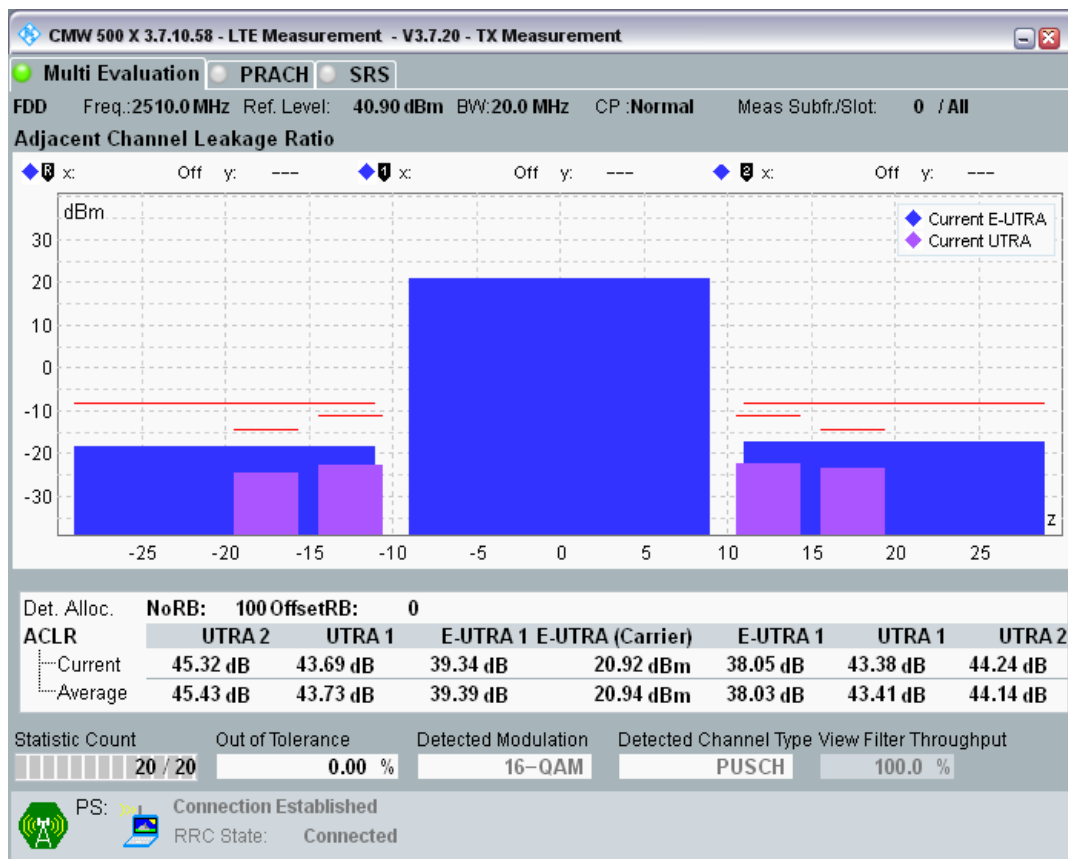 CMW 500 X 3.7.10.58 - LTE Measurement - V3.7.20 - TX Measurement
Multi Evaluation PRACH SRS
FDD Freq.:2510.0 MHz Ref. Level: 40.90 dBm BW:20.0 MHz CP :Normal Meas Subfr./Slot: 0 / All
Adjacent Channel Leakage Ratio
R x: Off y: --- 1 x: Off y: --- 2 x: Off y: ---
dBm
Current E-UTRA
Current UTRA
30
20
10
0
-10
-20
-30
z
-25 -20 -15 -10 -5 0 5 10 15 20 25
Det. Alloc. NoRB: 100 OffsetRB: 0
ACLR UTRA 2 UTRA 1 E-UTRA 1 E-UTRA (Carrier) E-UTRA 1 UTRA 1 UTRA 2
Current 45.32 dB 43.69 dB 39.34 dB 20.92 dBm 38.05 dB 43.38 dB 44.24 dB
Average 45.43 dB 43.73 dB 39.39 dB 20.94 dBm 38.03 dB 43.41 dB 44.14 dB
Statistic Count Out of Tolerance Detected Modulation Detected Channel Type View Filter Throughput
20 / 20 0.00 % 16-QAM PUSCH 100.0 %
PS: Connection Established
RRC State: Connected